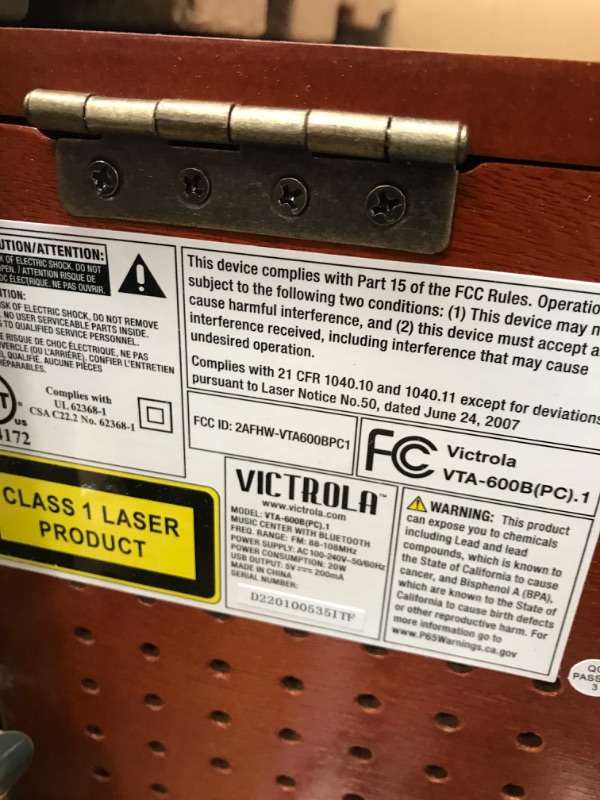 UTION/ATTENTION:
K OF ELECTRIC SHOCK. DO NOT
PEN. / ATTENTION RISQUE DE
OC ÉLECTRIQUE. NE PAS OUVRIR.
TION:
SK OF ELECTRIC SHOCK, DO NOT REMOVE
NO USER SERVICEABLE PARTS INSIDE.
TO QUALIFIED SERVICE PERSONNEL.
E RISQUE DE CHOC ÉLECTRIQUE, NE PAS
VERCLE (OU L'ARRIÈRE). CONFIER L'ENTRETIEN
EL QUALIFIÉ. AUCUNE PIÈCES
ÉPARABLES.
US
4172
Complies with
UL 62368-1
CSA C22.2 No. 62368-1
This device complies with Part 15 of the FCC Rules. Operatio
subject to the following two conditions: (1) This device may n
cause harmful interference, and (2) this device must accept a
interference received, including interference that may cause
undesired operation.
Complies with 21 CFR 1040.10 and 1040.11 except for deviations
pursuant to Laser Notice No.50, dated June 24, 2007
FCC ID: 2AFHW-VTA600BPC1
FC Victrola
VTA-600B(PC).1
CLASS 1 LASER
PRODUCT
VICTROLA™
www.victrola.com
MODEL: VTA-600B(PC).1
MUSIC CENTER WITH BLUETOOTH
FREQ. RANGE: FM: 88-108MHz
POWER SUPPLY: AC 100-240V~50/60Hz
POWER CONSUMPTION: 20W
USB OUTPUT: 5V⎓ 200mA
MADE IN CHINA
SERIAL NUMBER:
D2201005351TF
WARNING: This product
can expose you to chemicals
including Lead and lead
compounds, which is known to
the State of California to cause
cancer, and Bisphenol A (BPA),
which are known to the State of
California to cause birth defects
or other reproductive harm. For
more information go to
www.P65Warnings.ca.gov
QC
PASS
3